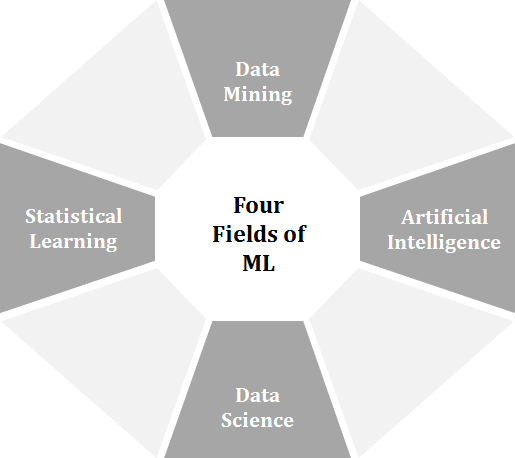 Data
Mining
Statistical
Learning
Four
Fields of
ML
Artificial
Intelligence
Data
Science